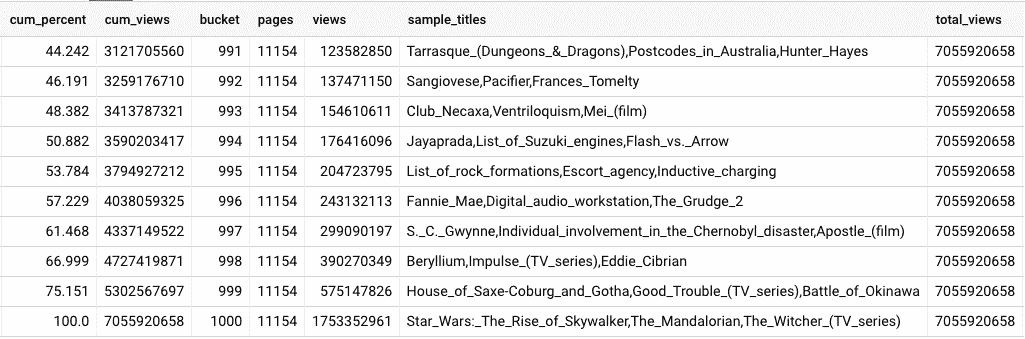 cum_percent cum_views bucket pages views sample_titles total_views
44.242 3121705560 991 11154 123582850 Tarrasque_(Dungeons_&_Dragons),Postcodes_in_Australia,Hunter_Hayes 7055920658
46.191 3259176710 992 11154 137471150 Sangiovese,Pacifier,Frances_Tomelty 7055920658
48.382 3413787321 993 11154 154610611 Club_Necaxa,Ventriloquism,Mei_(film) 7055920658
50.882 3590203417 994 11154 176416096 Jayaprada,List_of_Suzuki_engines,Flash_vs._Arrow 7055920658
53.784 3794927212 995 11154 204723795 List_of_rock_formations,Escort_agency,Inductive_charging 7055920658
57.229 4038059325 996 11154 243132113 Fannie_Mae,Digital_audio_workstation,The_Grudge_2 7055920658
61.468 4337149522 997 11154 299090197 S._C._Gwynne,Individual_involvement_in_the_Chernobyl_disaster,Apostle_(film) 7055920658
66.999 4727419871 998 11154 390270349 Beryllium,Impulse_(TV_series),Eddie_Cibrian 7055920658
75.151 5302567697 999 11154 575147826 House_of_Saxe-Coburg_and_Gotha,Good_Trouble_(TV_series),Battle_of_Okinawa 7055920658
100.0 7055920658 1000 11154 1753352961 Star_Wars:_The_Rise_of_Skywalker,The_Mandalorian,The_Witcher_(TV_series) 7055920658